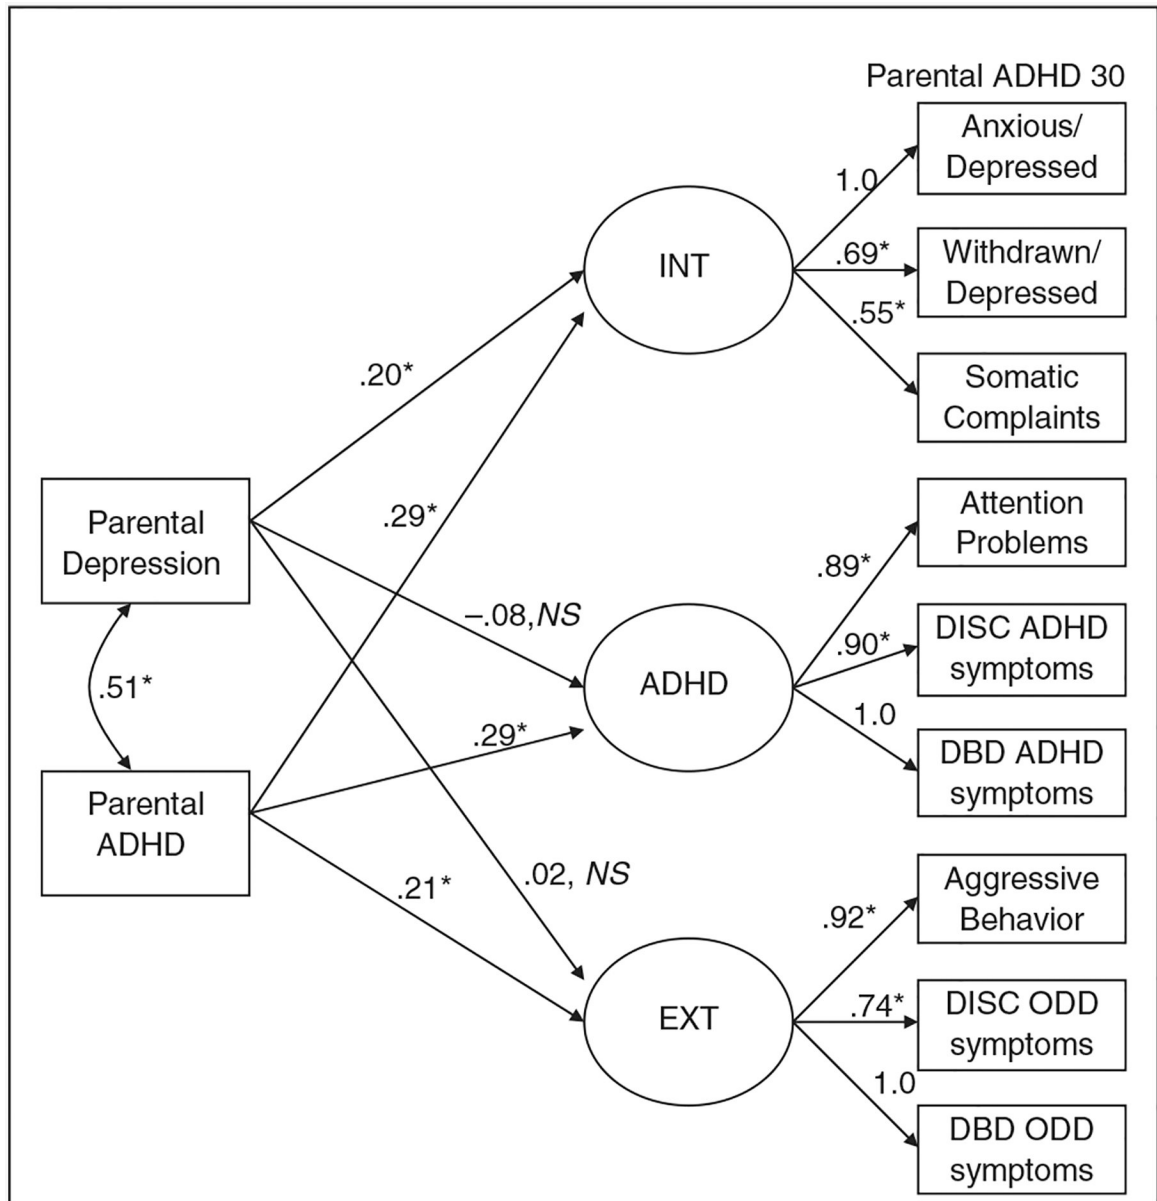 Parental ADHD 30
Anxious/
Depressed
1.0
INT
.69*
Withdrawn/
Depressed
.55*
.20*
Somatic
Complaints
Parental
Depression
.29*
Attention
Problems
.89*
–.08, NS
DISC ADHD
symptoms
.90*
ADHD
.51*
1.0
.29*
DBD ADHD
symptoms
Parental
ADHD
.21*
.02, NS
Aggressive
Behavior
.92*
DISC ODD
symptoms
.74*
EXT
1.0
DBD ODD
symptoms